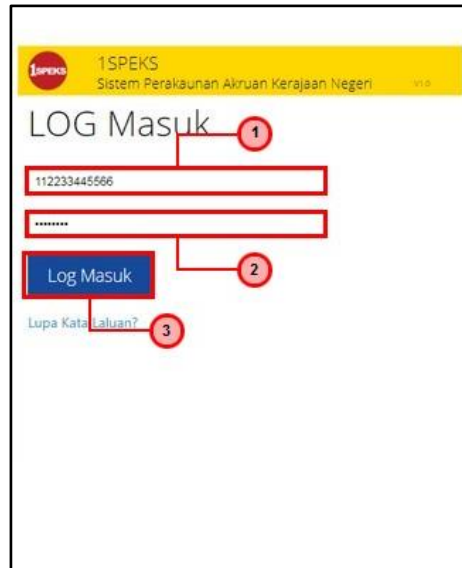 1SPEKS
1SPEKS
Sistem Perakaunan Akruan Kerajaan Negeri
V1.0
LOG Masuk
1
112233445566
••••••••
2
Log Masuk
Lupa Kata Laluan?
3